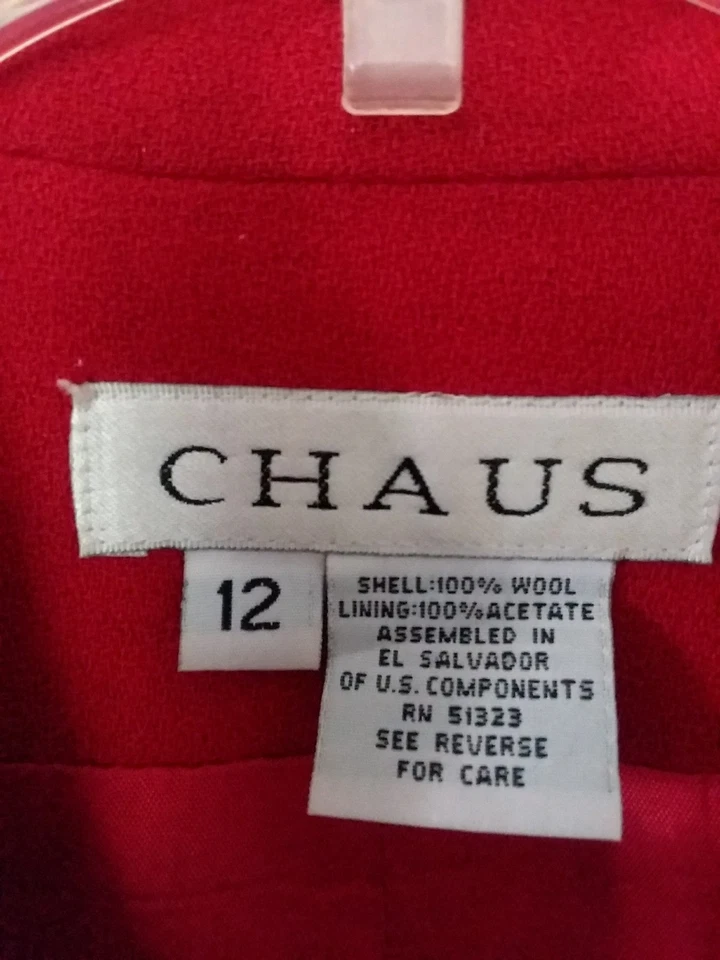 CHAUS
12
SHELL:100% WOOL
LINING:100%ACETATE
ASSEMBLED IN
EL SALVADOR
OF U.S. COMPONENTS
RN 51323
SEE REVERSE
FOR CARE